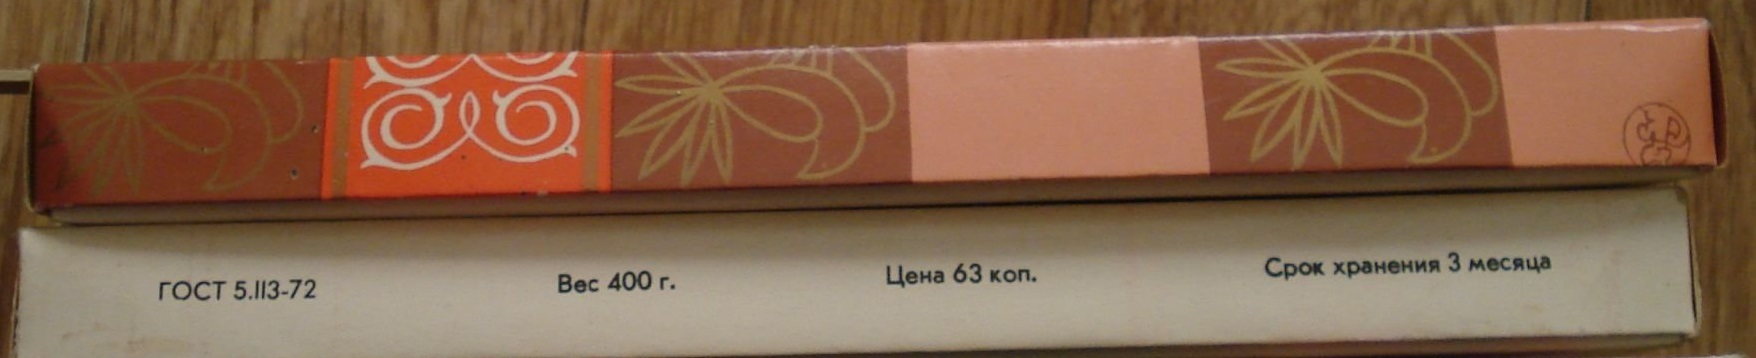 ГОСТ 5.113-72 Вес 400 г. Цена 63 коп. Срок хранения 3 месяца